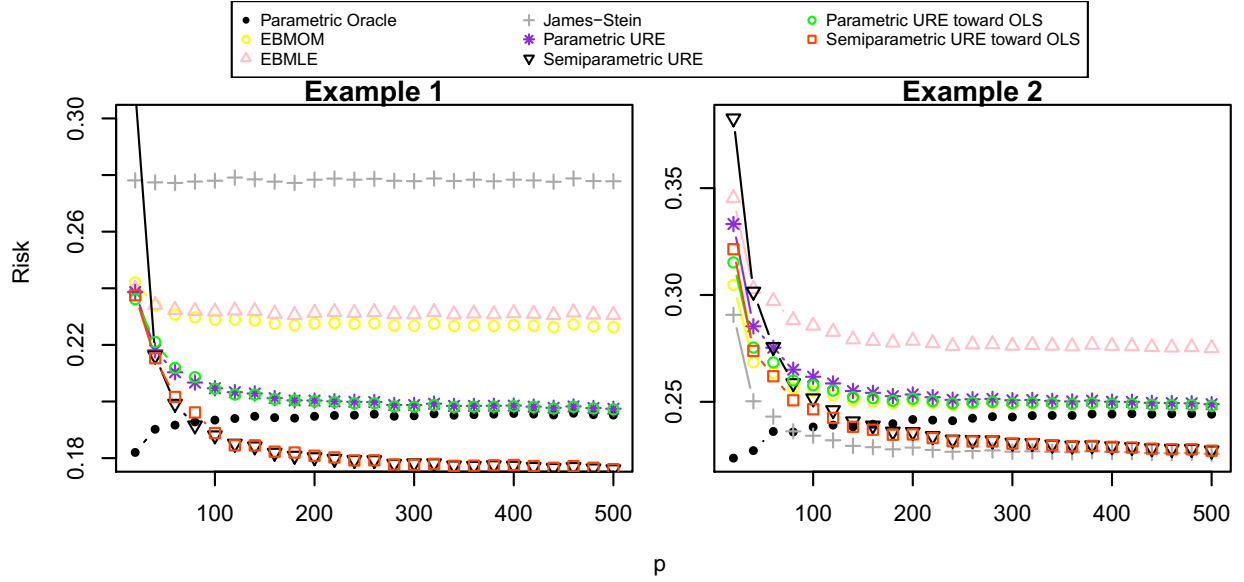 Parametric Oracle
EBMOM
EBMLE
James−Stein
Parametric URE
Semiparametric URE
Parametric URE toward OLS
Semiparametric URE toward OLS
Example 1
Example 2
Risk
0.30
0.26
0.22
0.18
100 200 300 400 500
0.35
0.30
0.25
100 200 300 400 500
p